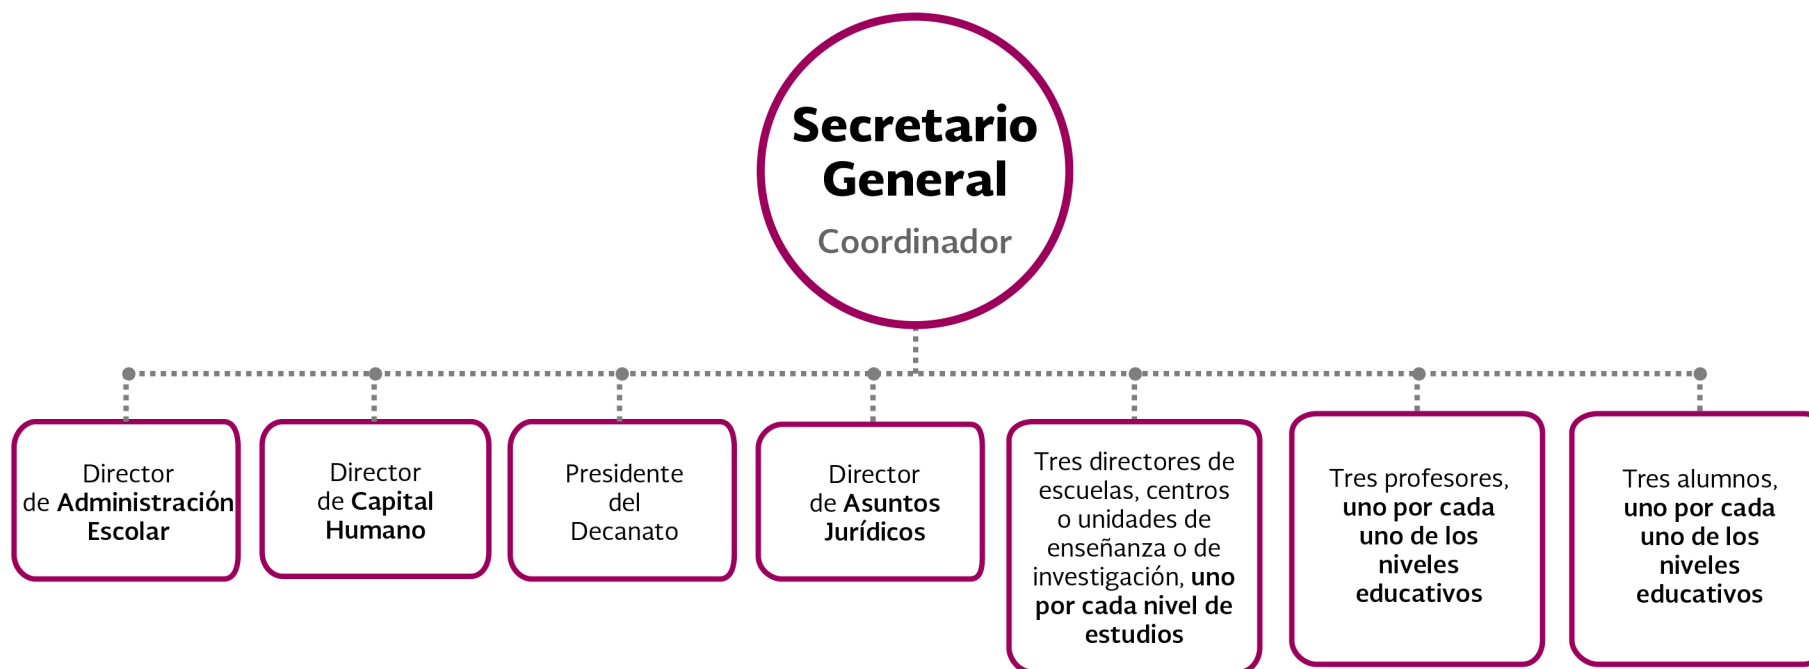 Secretario
General
Coordinador
Director
de Administración
Escolar
Director
de Capital
Humano
Presidente
del
Decanato
Director
de Asuntos
Jurídicos
Tres directores de
escuelas, centros
o unidades de
enseñanza o de
investigación, uno
por cada nivel de
estudios
Tres profesores,
uno por cada
uno de los
niveles
educativos
Tres alumnos,
uno por cada
uno de los
niveles
educativos